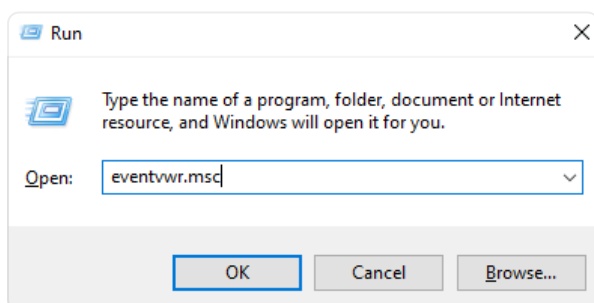 Run
Type the name of a program, folder, document or Internet
resource, and Windows will open it for you.
Open: eventvwr.msc
OK Cancel Browse...